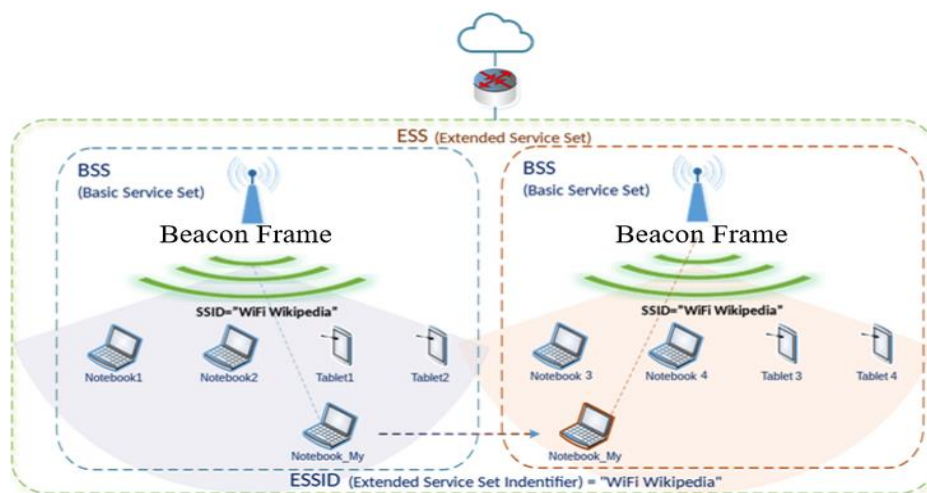 ESS (Extended Service Set)
BSS
(Basic Service Set)
Beacon Frame
SSID="WiFi Wikipedia"
Notebook1
Notebook2
Tablet1
Tablet2
Notebook_My
BSS
(Basic Service Set)
Beacon Frame
SSID="WiFi Wikipedia"
Notebook 3
Notebook 4
Tablet 3
Tablet 4
Notebook_My
ESSID (Extended Service Set Indentifier) = "WiFi Wikipedia"